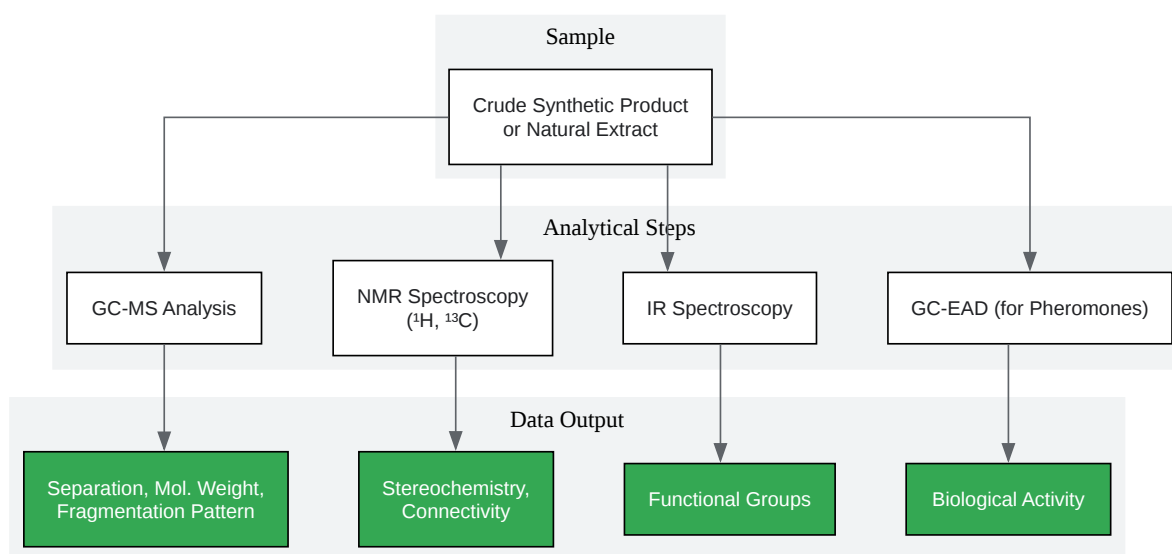 Sample
Crude Synthetic Product
or Natural Extract
Analytical Steps
GC-MS Analysis
NMR Spectroscopy
(¹H, ¹³C)
IR Spectroscopy
GC-EAD (for Pheromones)
Data Output
Separation, Mol. Weight,
Fragmentation Pattern
Stereochemistry,
Connectivity
Functional Groups
Biological Activity